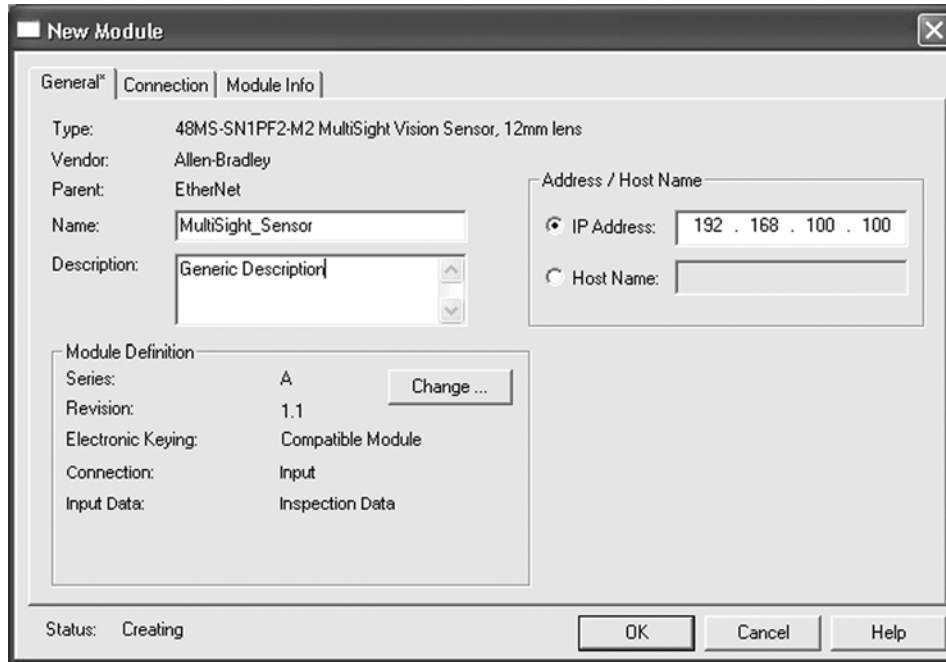 New Module
General* Connection Module Info
Type: 48MS-SN1PF2-M2 MultiSight Vision Sensor, 12mm lens
Vendor: Allen-Bradley
Parent: EtherNet
Name: MultiSight_Sensor
Description: Generic Description
Address / Host Name
IP Address: 192 . 168 . 100 . 100
Host Name:
Module Definition
Series: A
Change ...
Revision: 1.1
Electronic Keying: Compatible Module
Connection: Input
Input Data: Inspection Data
Status: Creating
OK Cancel Help